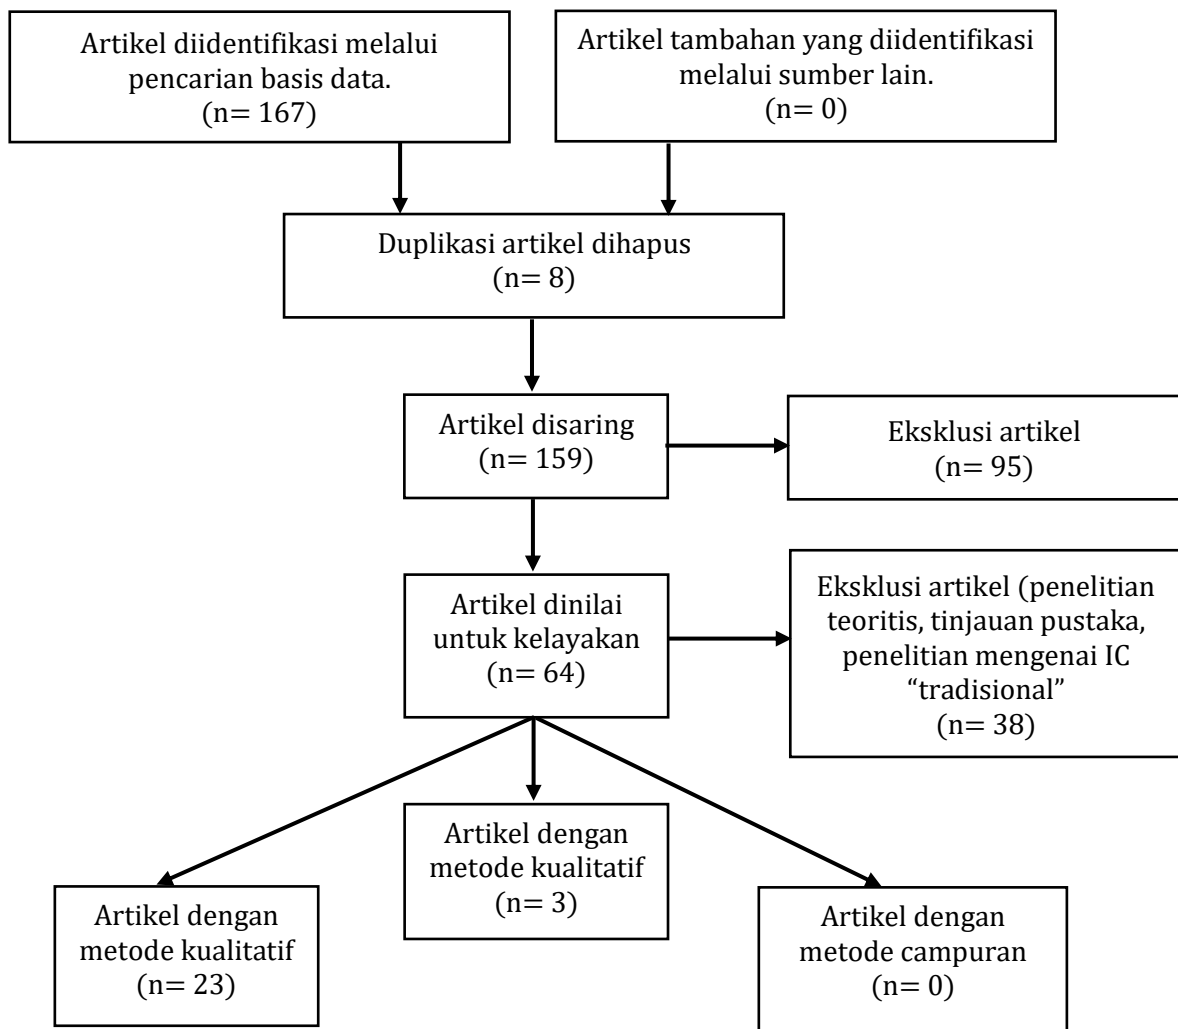 Artikel diidentifikasi melalui
pencarian basis data.
(n= 167)
Artikel tambahan yang diidentifikasi
melalui sumber lain.
(n= 0)
Duplikasi artikel dihapus
(n= 8)
Artikel disaring
(n= 159)
Eksklusi artikel
(n= 95)
Artikel dinilai
untuk kelayakan
(n= 64)
Eksklusi artikel (penelitian
teoritis, tinjauan pustaka,
penelitian mengenai IC
“tradisional”
(n= 38)
Artikel dengan
metode kualitatif
(n= 23)
Artikel dengan
metode kualitatif
(n= 3)
Artikel dengan
metode campuran
(n= 0)